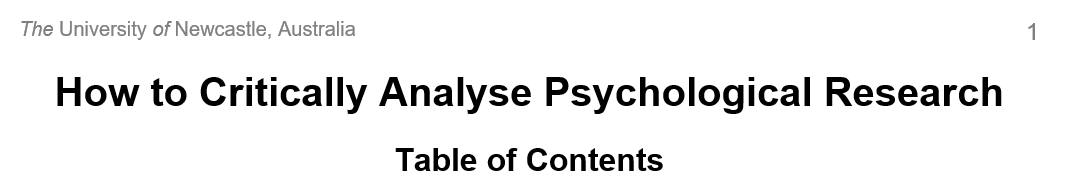 The University of Newcastle, Australia 1
How to Critically Analyse Psychological Research
Table of Contents